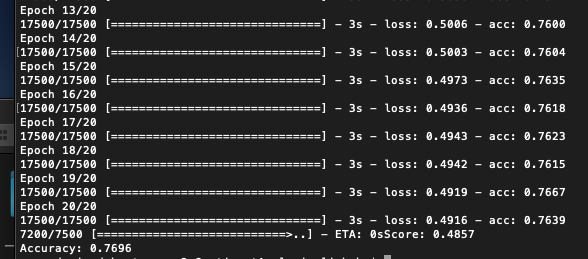 Epoch 13/20
17500/17500 [==============================] - 3s - loss: 0.5006 - acc: 0.7600
Epoch 14/20
17500/17500 [==============================] - 3s - loss: 0.5003 - acc: 0.7604
Epoch 15/20
17500/17500 [==============================] - 3s - loss: 0.4973 - acc: 0.7635
Epoch 16/20
17500/17500 [==============================] - 3s - loss: 0.4936 - acc: 0.7618
Epoch 17/20
17500/17500 [==============================] - 3s - loss: 0.4943 - acc: 0.7623
Epoch 18/20
17500/17500 [==============================] - 3s - loss: 0.4942 - acc: 0.7615
Epoch 19/20
17500/17500 [==============================] - 3s - loss: 0.4919 - acc: 0.7667
Epoch 20/20
17500/17500 [==============================] - 3s - loss: 0.4916 - acc: 0.7639
7200/7500 [===========================>..] - ETA: 0sScore: 0.4857
Accuracy: 0.7696